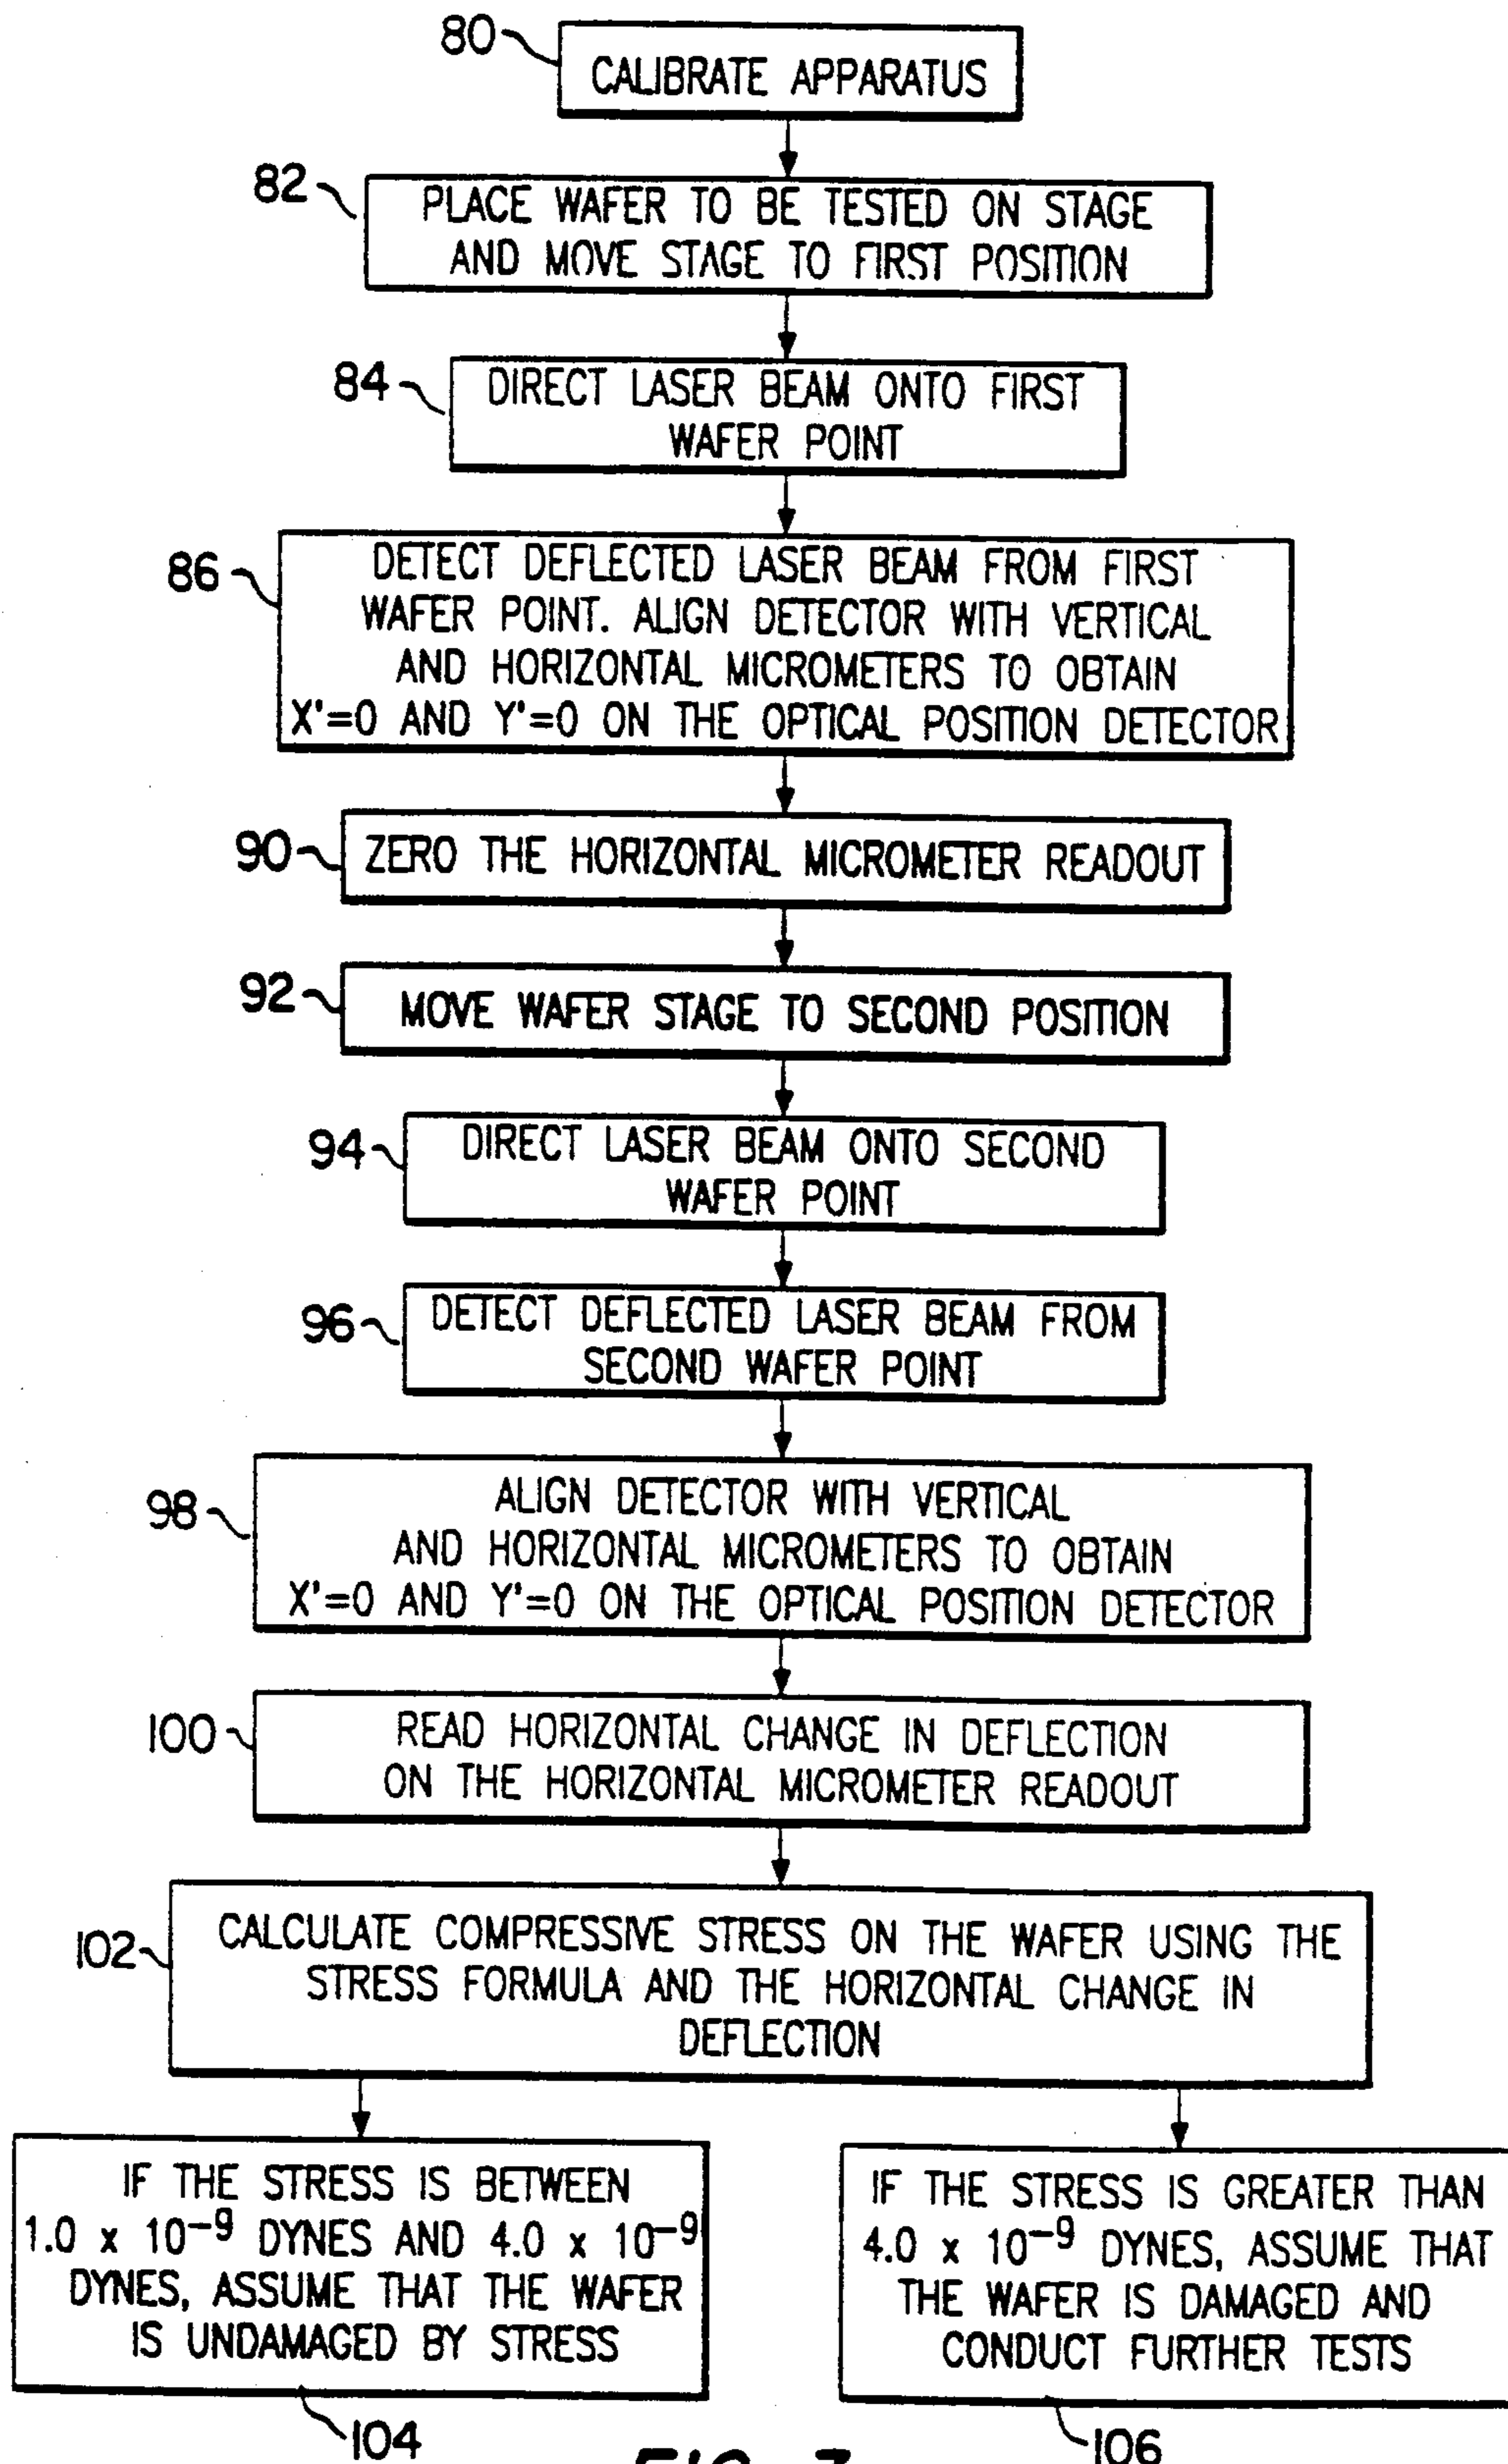 80
CALIBRATE APPARATUS
82
PLACE WAFER TO BE TESTED ON STAGE
AND MOVE STAGE TO FIRST POSITION
84
DIRECT LASER BEAM ONTO FIRST
WAFER POINT
86
DETECT DEFLECTED LASER BEAM FROM FIRST
WAFER POINT. ALIGN DETECTOR WITH VERTICAL
AND HORIZONTAL MICROMETERS TO OBTAIN
X'=0 AND Y'=0 ON THE OPTICAL POSITION DETECTOR
90
ZERO THE HORIZONTAL MICROMETER READOUT
92
MOVE WAFER STAGE TO SECOND POSITION
94
DIRECT LASER BEAM ONTO SECOND
WAFER POINT
96
DETECT DEFLECTED LASER BEAM FROM
SECOND WAFER POINT
98
ALIGN DETECTOR WITH VERTICAL
AND HORIZONTAL MICROMETERS TO OBTAIN
X'=0 AND Y'=0 ON THE OPTICAL POSITION DETECTOR
100
READ HORIZONTAL CHANGE IN DEFLECTION
ON THE HORIZONTAL MICROMETER READOUT
102
CALCULATE COMPRESSIVE STRESS ON THE WAFER USING THE
STRESS FORMULA AND THE HORIZONTAL CHANGE IN
DEFLECTION
IF THE STRESS IS BETWEEN
1.0 x 10⁻⁹ DYNES AND 4.0 x 10⁻⁹
DYNES, ASSUME THAT THE WAFER
IS UNDAMAGED BY STRESS
104
IF THE STRESS IS GREATER THAN
4.0 x 10⁻⁹ DYNES, ASSUME THAT
THE WAFER IS DAMAGED AND
CONDUCT FURTHER TESTS
106